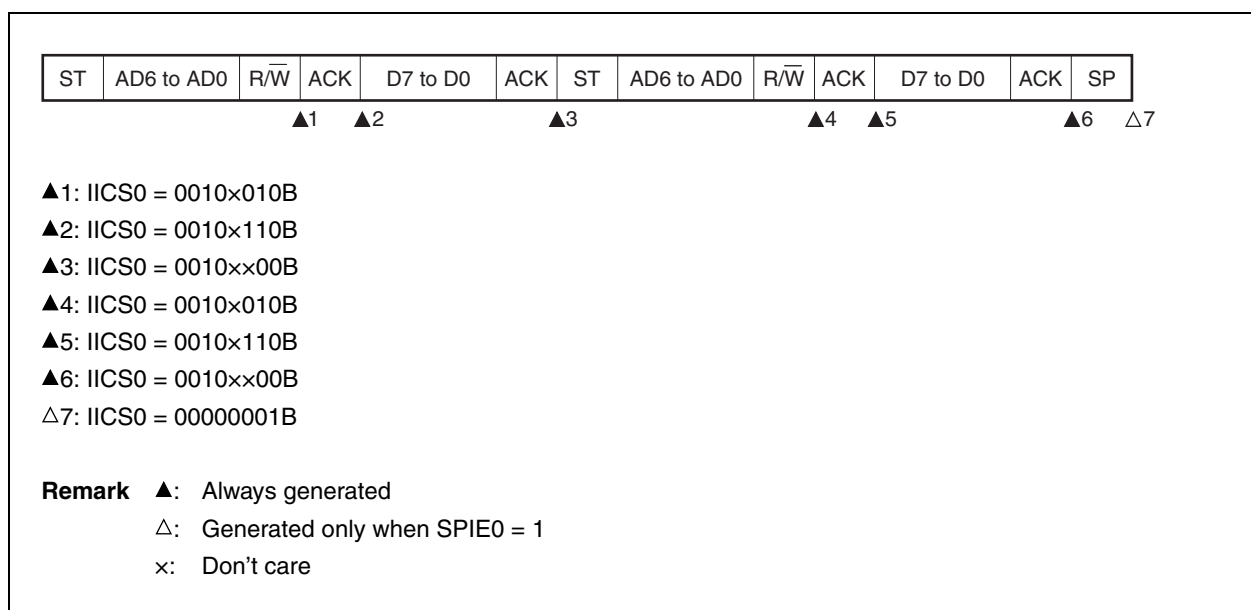 ST AD6 to AD0 R/W̅ ACK D7 to D0 ACK ST AD6 to AD0 R/W̅ ACK D7 to D0 ACK SP
▲1 ▲2 ▲3 ▲4 ▲5 ▲6 △7
▲1: IICS0 = 0010×010B
▲2: IICS0 = 0010×110B
▲3: IICS0 = 0010××00B
▲4: IICS0 = 0010×010B
▲5: IICS0 = 0010×110B
▲6: IICS0 = 0010××00B
△7: IICS0 = 00000001B
Remark ▲: Always generated
△: Generated only when SPIE0 = 1
×: Don't care